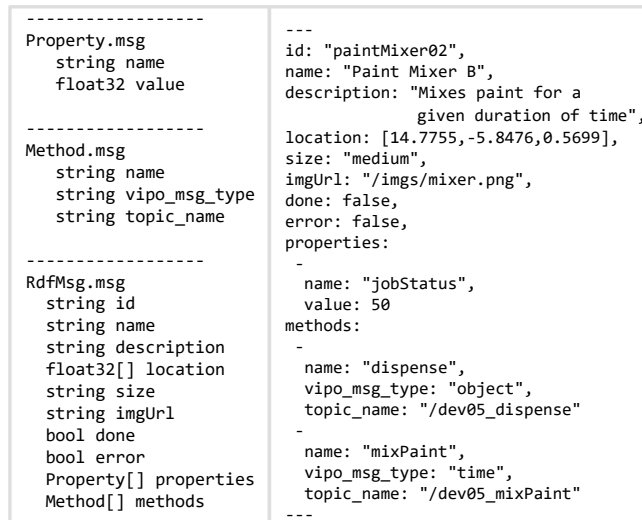 ------------------
Property.msg
string name
float32 value
------------------
Method.msg
string name
string vipo_msg_type
string topic_name
------------------
RdfMsg.msg
string id
string name
string description
float32[] location
string size
string imgUrl
bool done
bool error
Property[] properties
Method[] methods
---
id: "paintMixer02",
name: "Paint Mixer B",
description: "Mixes paint for a
given duration of time",
location: [14.7755,-5.8476,0.5699],
size: "medium",
imgUrl: "/imgs/mixer.png",
done: false,
error: false,
properties:
-
name: "jobStatus",
value: 50
methods:
-
name: "dispense",
vipo_msg_type: "object",
topic_name: "/dev05_dispense"
-
name: "mixPaint",
vipo_msg_type: "time",
topic_name: "/dev05_mixPaint"
---